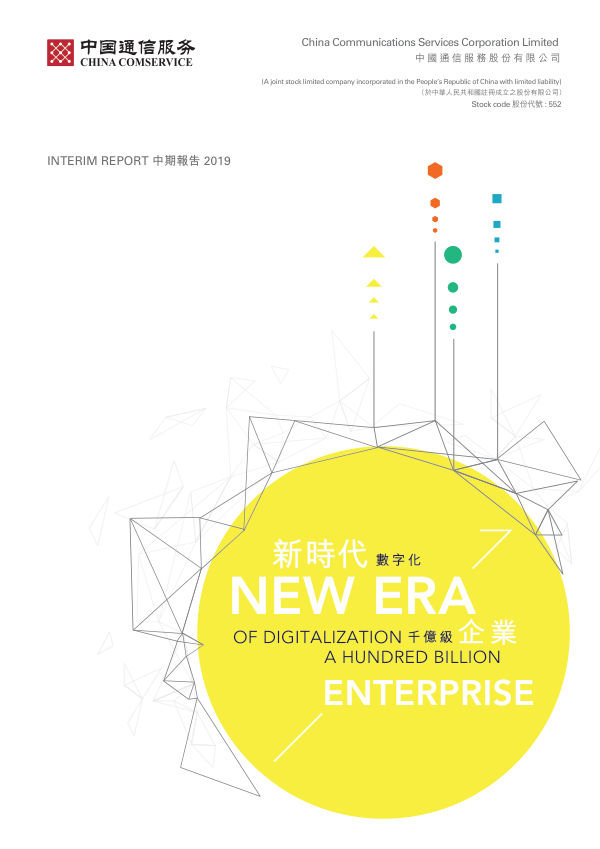 中国通信服务
CHINA COMSERVICE
China Communications Services Corporation Limited
中國通信服務股份有限公司
(A joint stock limited company incorporated in the People's Republic of China with limited liability)
(於中華人民共和國註冊成立之股份有限公司)
Stock code 股份代號 : 552
INTERIM REPORT 中期報告 2019
新時代 數字化
NEW ERA
OF DIGITALIZATION 千億級 企業
A HUNDRED BILLION
ENTERPRISE